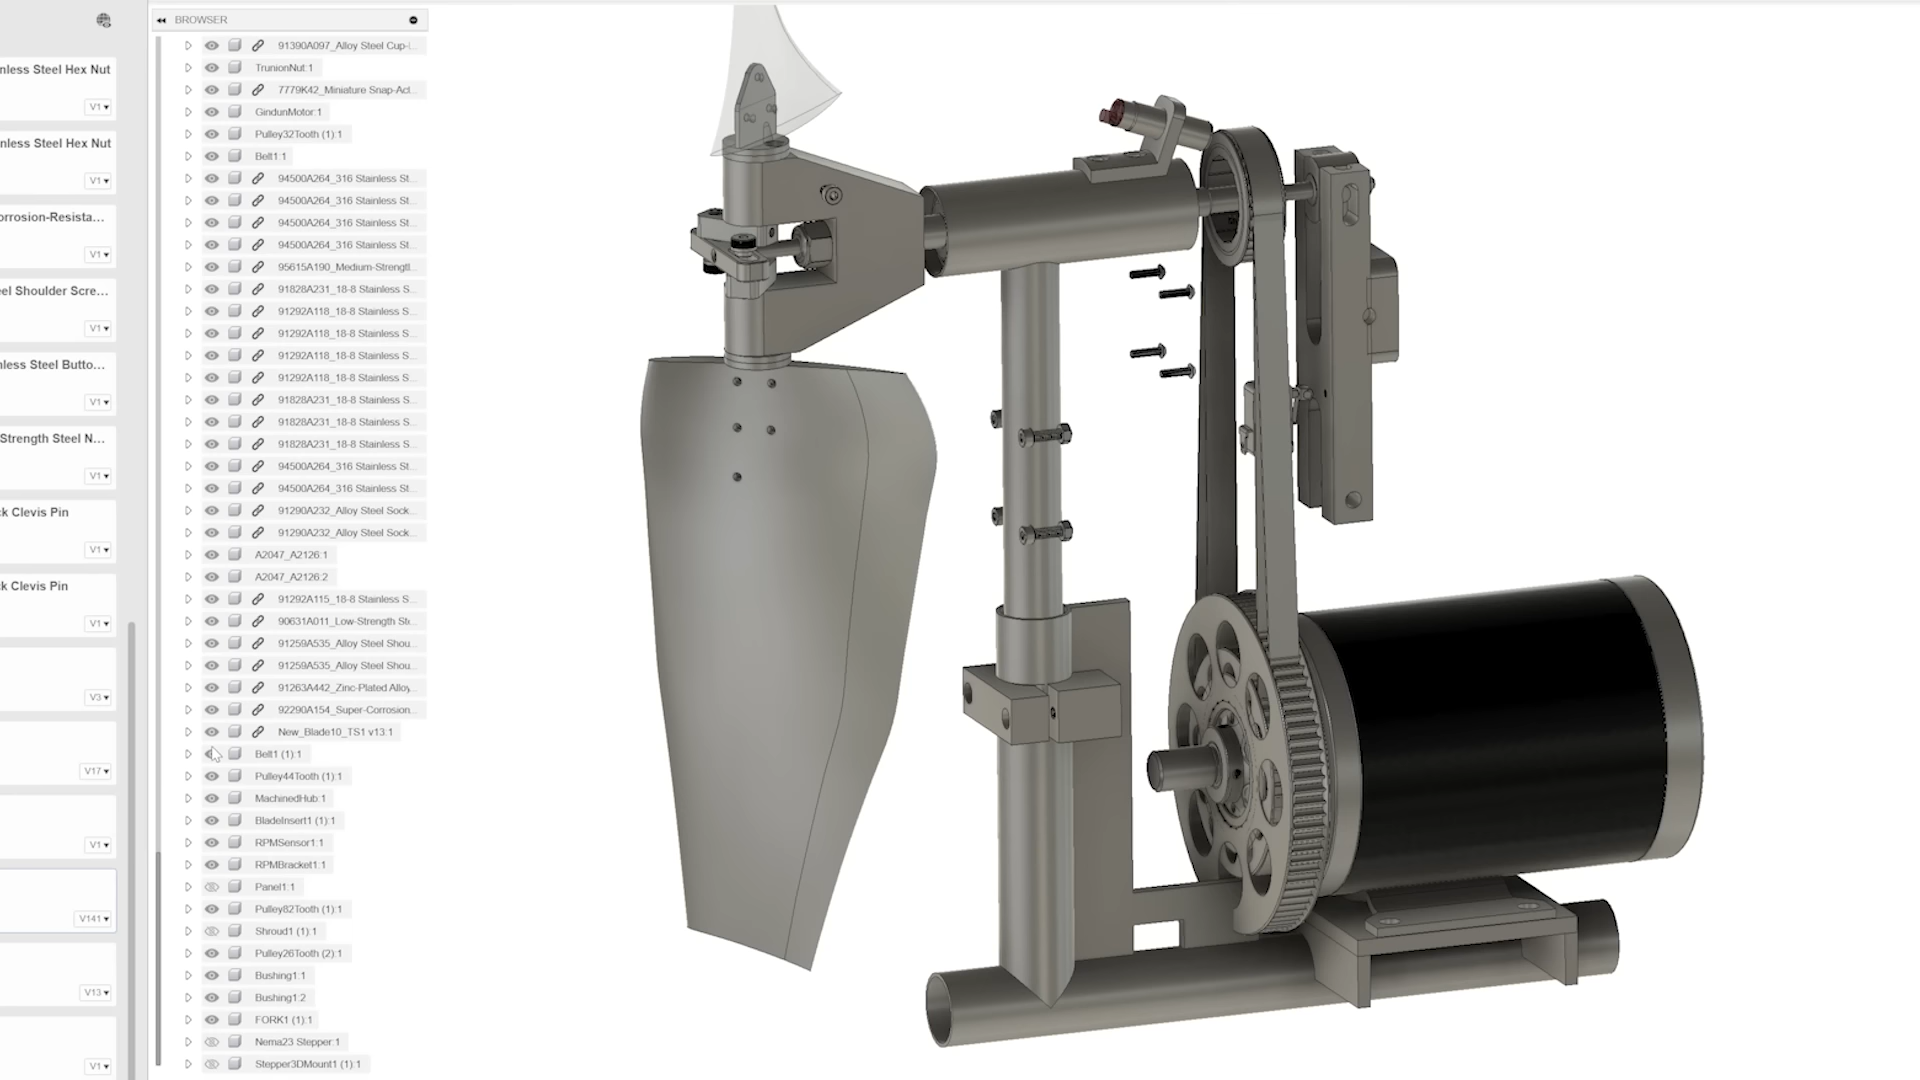 nless Steel Hex Nut
V1
nless Steel Hex Nut
V1
orrosion-Resista...
V1
el Shoulder Scre...
V1
less Steel Butto...
V1
Strength Steel N...
V1
k Clevis Pin
V1
k Clevis Pin
V1
V3
V17
V1
V141
V13
V1
BROWSER
91390A097_Alloy Steel Cup-...
TrunionNut:1
7779K42_Miniature Snap-Act...
GindunMotor:1
Pulley32Tooth (1):1
Belt1:1
94500A264_316 Stainless St...
94500A264_316 Stainless St...
94500A264_316 Stainless St...
94500A264_316 Stainless St...
95615A190_Medium-Strengtl...
91828A231_18-8 Stainless S...
91292A118_18-8 Stainless S...
91292A118_18-8 Stainless S...
91292A118_18-8 Stainless S...
91292A118_18-8 Stainless S...
91828A231_18-8 Stainless S...
91828A231_18-8 Stainless S...
91828A231_18-8 Stainless S...
94500A264_316 Stainless St...
94500A264_316 Stainless St...
91290A232_Alloy Steel Sock...
91290A232_Alloy Steel Sock...
A2047_A2126:1
A2047_A2126:2
91292A115_18-8 Stainless S...
90631A011_Low-Strength Ste...
91259A535_Alloy Steel Shou...
91259A535_Alloy Steel Shou...
91263A442_Zinc-Plated Alloy...
92290A154_Super-Corrosion...
New_Blade10_TS1 v13:1
Belt1 (1):1
Pulley44Tooth (1):1
MachinedHub:1
BladeInsert1 (1):1
RPMSensor1:1
RPMBracket1:1
Panel1:1
Pulley82Tooth (1):1
Shroud1 (1):1
Pulley26Tooth (2):1
Bushing1:1
Bushing1:2
FORK1 (1):1
Nema23 Stepper:1
Stepper3DMount1 (1):1